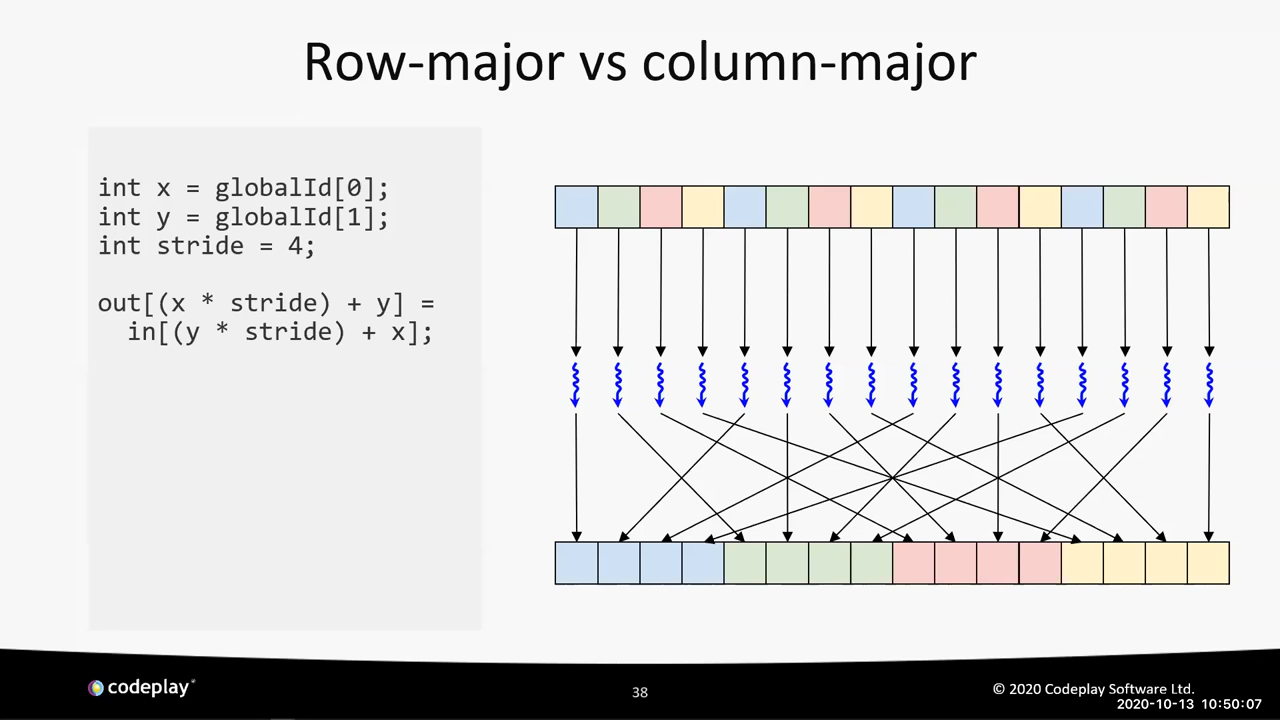 Row-major vs column-major
int x = globalId[0];
int y = globalId[1];
int stride = 4;
out[(x * stride) + y] =
in[(y * stride) + x];
codeplay®
38
© 2020 Codeplay Software Ltd.
2020-10-13 10:50:07